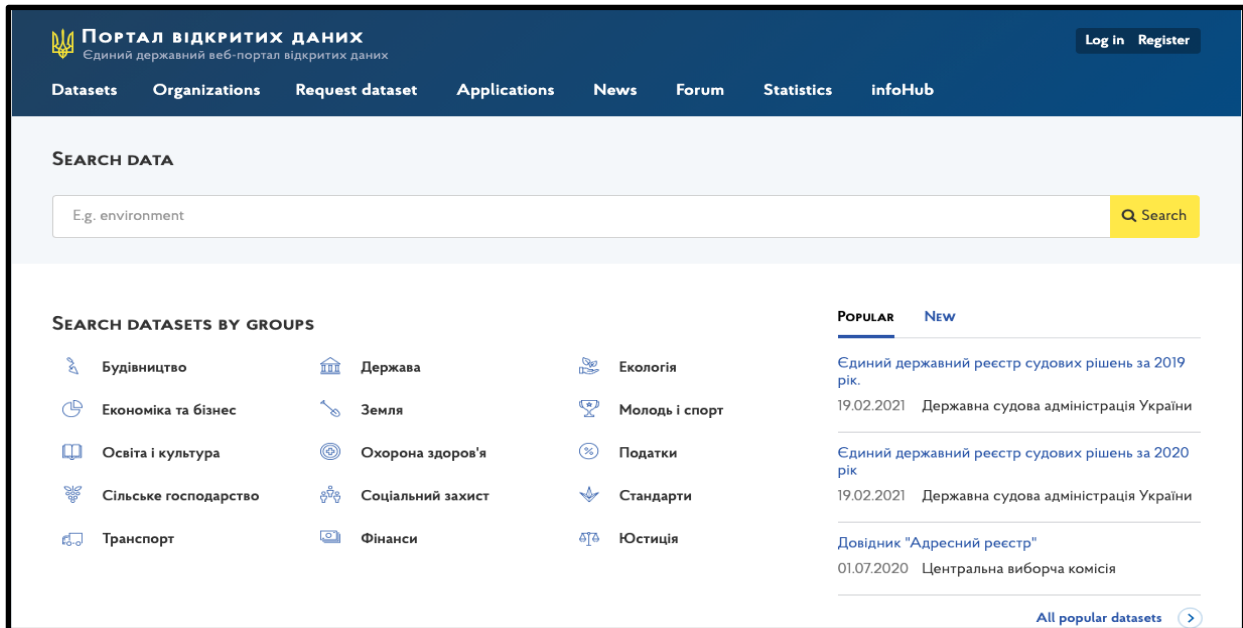 Портал відкритих даних
Єдиний державний веб-портал відкритих даних
Log in Register
Datasets Organizations Request dataset Applications News Forum Statistics infoHub
Search data
E.g. environment
Search
Search datasets by groups
Будівництво Держава Екологія
Економіка та бізнес Земля Молодь і спорт
Освіта і культура Охорона здоров'я Податки
Сільське господарство Соціальний захист Стандарти
Транспорт Фінанси Юстиція
Popular New
Єдиний державний реєстр судових рішень за 2019
рік.
19.02.2021 Державна судова адміністрація України
Єдиний державний реєстр судових рішень за 2020
рік
19.02.2021 Державна судова адміністрація України
Довідник "Адресний реєстр"
01.07.2020 Центральна виборча комісія
All popular datasets